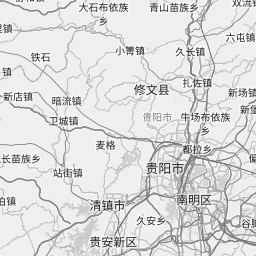 大石布依族乡
青山苗族乡
双流镇
六屯镇
小箐镇
久长镇
铁石
修文县
扎佐镇
新场镇
新店镇
暗流镇
贵阳市
牛场布依族乡
卫城镇
麦格
都拉乡
长苗族乡
贵阳市
站街镇
南明区
清镇市
久安乡
贵安新区